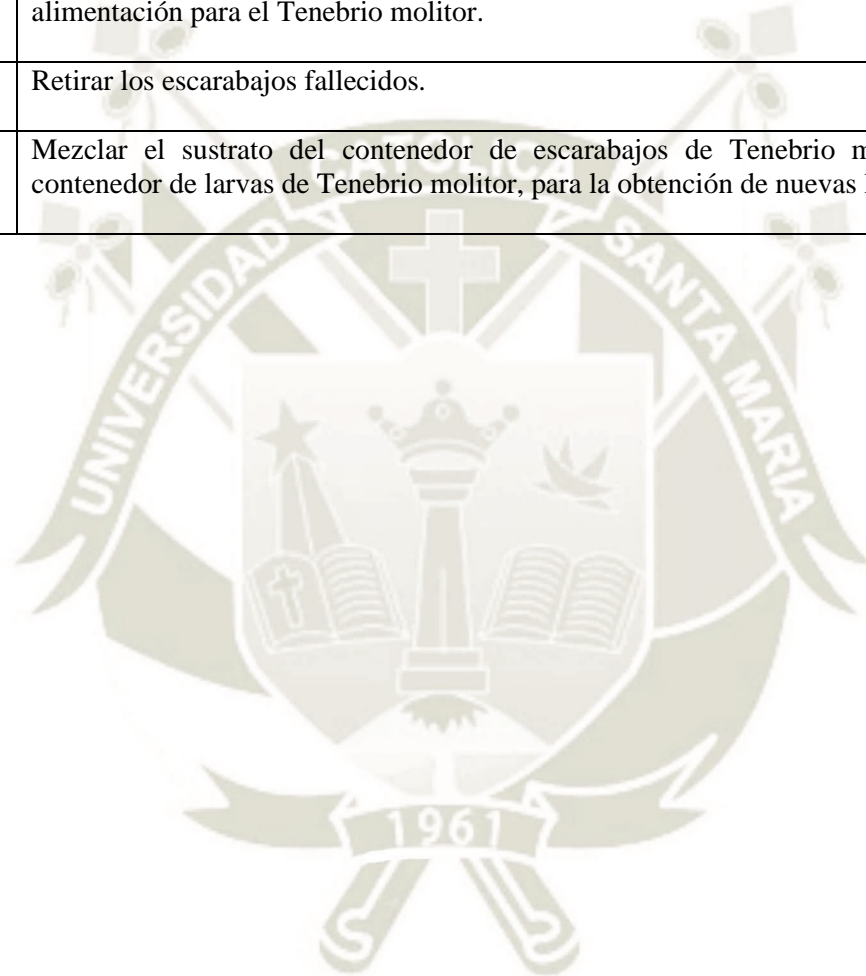 alimentación para el Tenebrio molitor.
Retirar los escarabajos fallecidos.
Mezclar el sustrato del contenedor de escarabajos de Tenebrio
contenedor de larvas de Tenebrio molitor, para la obtención de nuevas
CATOLICA
UNIVERSIDAD
SANTA MARIA
1961